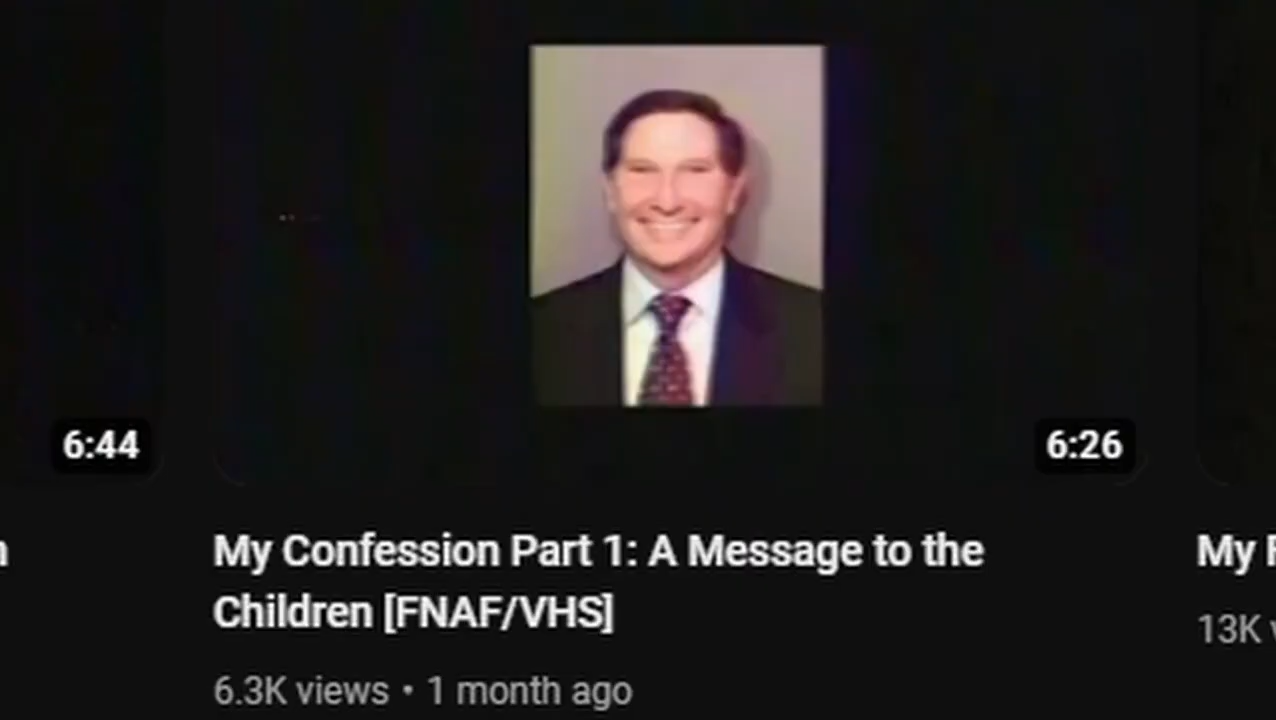 6:44
6:26
My Confession Part 1: A Message to the
Children [FNAF/VHS]
6.3K views • 1 month ago
My
13K